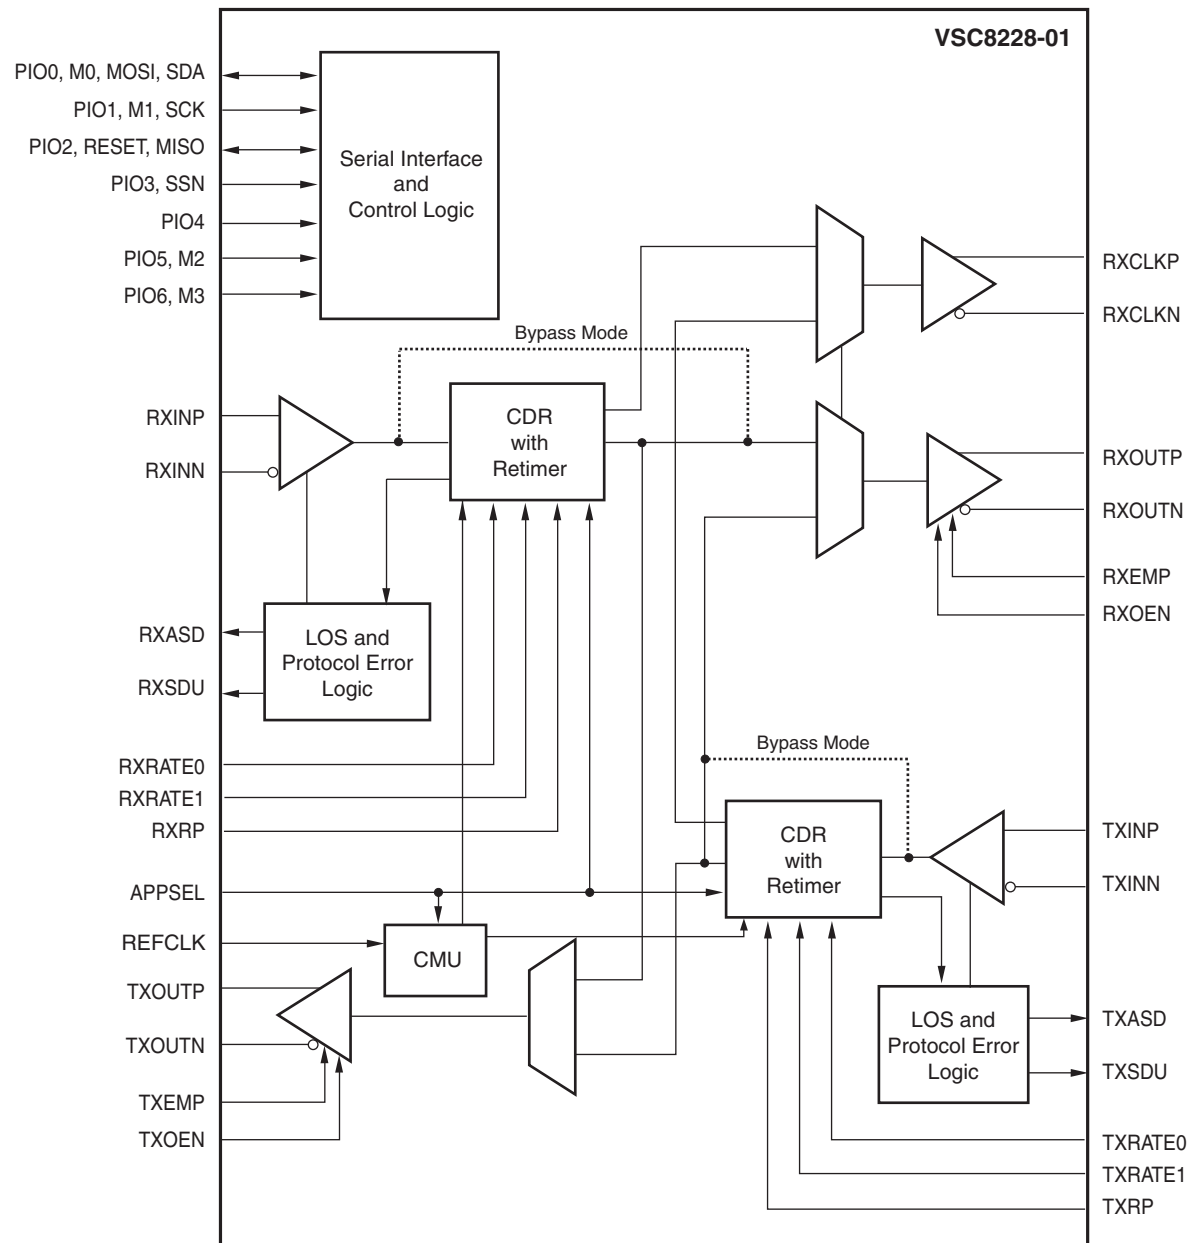 VSC8228-01
PIO0, M0, MOSI, SDA
PIO1, M1, SCK
PIO2, RESET, MISO
PIO3, SSN
PIO4
PIO5, M2
PIO6, M3
Serial Interface
and
Control Logic
RXCLKP
RXCLKN
Bypass Mode
RXINP
RXINN
CDR
with
Retimer
RXOUTP
RXOUTN
RXEMP
RXOEN
RXASD
RXSDU
LOS and
Protocol Error
Logic
RXRATE0
RXRATE1
RXRP
Bypass Mode
CDR
with
Retimer
TXINP
TXINN
APPSEL
REFCLK
CMU
TXOUTP
TXOUTN
TXEMP
TXOEN
LOS and
Protocol Error
Logic
TXASD
TXSDU
TXRATE0
TXRATE1
TXRP